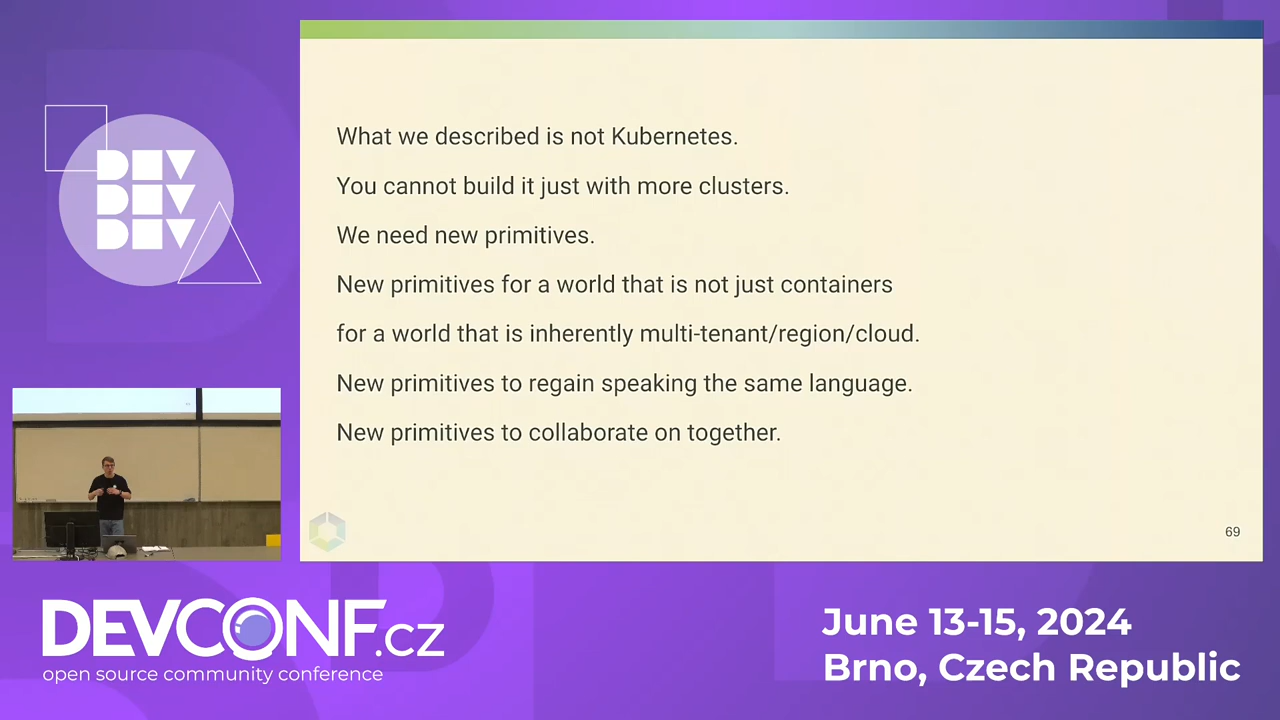 DEV
DEV
DEV
What we described is not Kubernetes.
You cannot build it just with more clusters.
We need new primitives.
New primitives for a world that is not just containers
for a world that is inherently multi-tenant/region/cloud.
New primitives to regain speaking the same language.
New primitives to collaborate on together.
69
DEVCONF.cz
open source community conference
June 13-15, 2024
Brno, Czech Republic